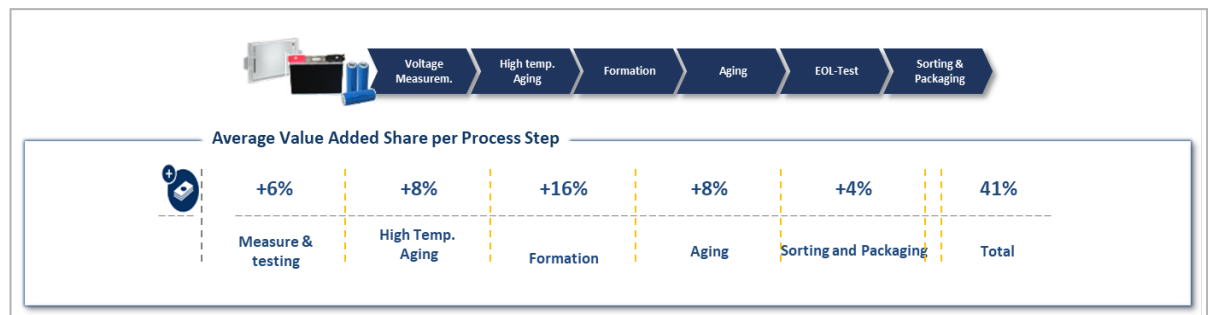 Voltage
Measurem.
High temp.
Aging
Formation
Aging
EOL-Test
Sorting &
Packaging
Average Value Added Share per Process Step
+
+6%
+8%
+16%
+8%
+4%
41%
Measure &
testing
High Temp.
Aging
Formation
Aging
Sorting and Packaging
Total